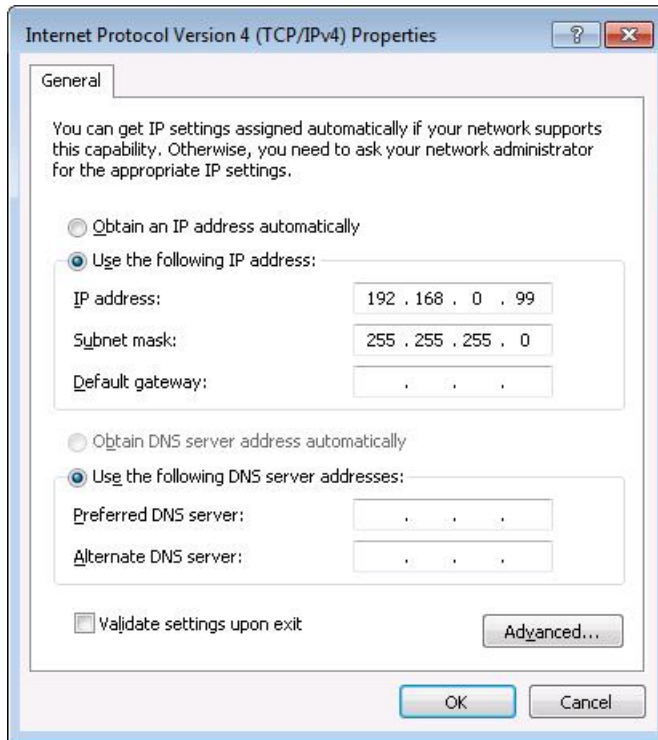 Internet Protocol Version 4 (TCP/IPv4) Properties
General
You can get IP settings assigned automatically if your network supports
this capability. Otherwise, you need to ask your network administrator
for the appropriate IP settings.
Obtain an IP address automatically
Use the following IP address:
IP address: 192 . 168 . 0 . 99
Subnet mask: 255 . 255 . 255 . 0
Default gateway: . . .
Obtain DNS server address automatically
Use the following DNS server addresses:
Preferred DNS server: . . .
Alternate DNS server: . . .
Validate settings upon exit
Advanced...
OK Cancel